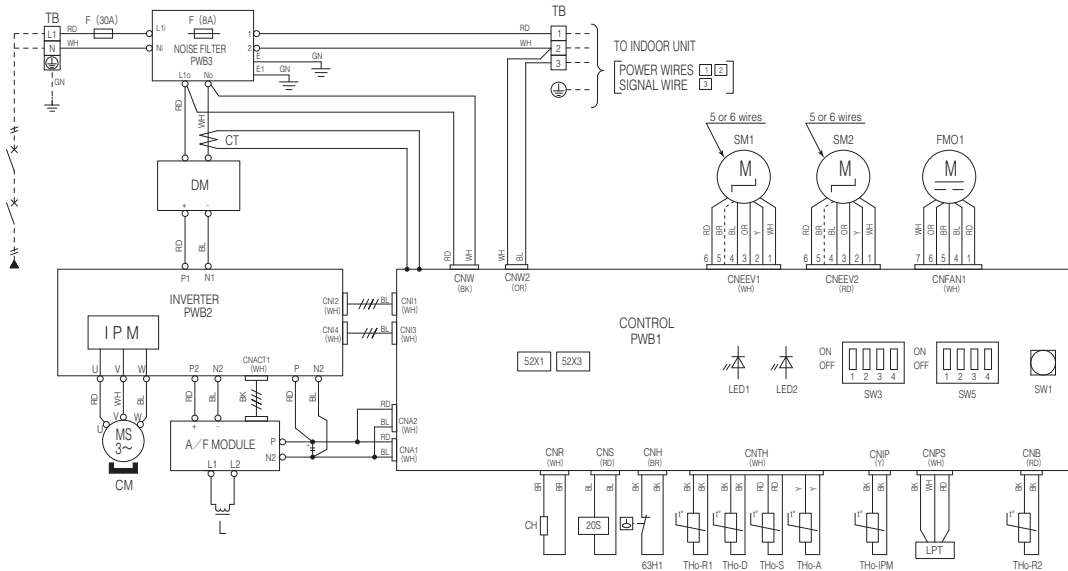 TB
F (30A)
L1
RD
N
WH
GN
L1i
F (8A)
1
Ni
NOISE FILTER
2
PWB3
E
GN
L1o
No
E1
GN
RD
WH
TB
1
2
3
TO INDOOR UNIT
POWER WIRES 1 2
SIGNAL WIRE 3
RD
WH
CT
DM
+ -
RD
BL
P1 N1
INVERTER
PWB2
IPM
U V W
P2 N2
CNACT1
(WH)
P N2
CNI2
(WH)
BL
CNI1
(WH)
CNI4
(WH)
BL
CNI3
(WH)
RD
WH
BL
RD
BL
BK
RD
BL
U V W
MS
3~
CM
+ -
A/F MODULE
P
N2
L1 L2
L
RD
BL
CNA2
(WH)
RD
BL
CNA1
(WH)
RD
WH
CNW
(BK)
WH
BL
CNW2
(OR)
5 or 6 wires
SM1
M
RD BR BL OR Y WH
6 5 4 3 2 1
CNEEV1
(WH)
5 or 6 wires
SM2
M
RD BR BL OR Y WH
6 5 4 3 2 1
CNEEV2
(RD)
FMO1
M
WH OR BR BL RD
7 6 5 4 1
CNFAN1
(WH)
CONTROL
PWB1
52X1
52X3
LED1
LED2
ON
OFF
1 2 3 4
SW3
ON
OFF
1 2 3 4
SW5
SW1
CNR
(WH)
CNS
(RD)
CNH
(BR)
CNTH
(WH)
CNIP
(Y)
CNPS
(WH)
CNB
(RD)
BR BR
BL BL
BK BK
BK BK BK BK RD RD Y Y
BK BK
BK WH RD
BK BK
CH
20S
63H1
t°
t°
t°
t°
t°
t°
THo-R1
THo-D
THo-S
THo-A
THo-IPM
LPT
THo-R2